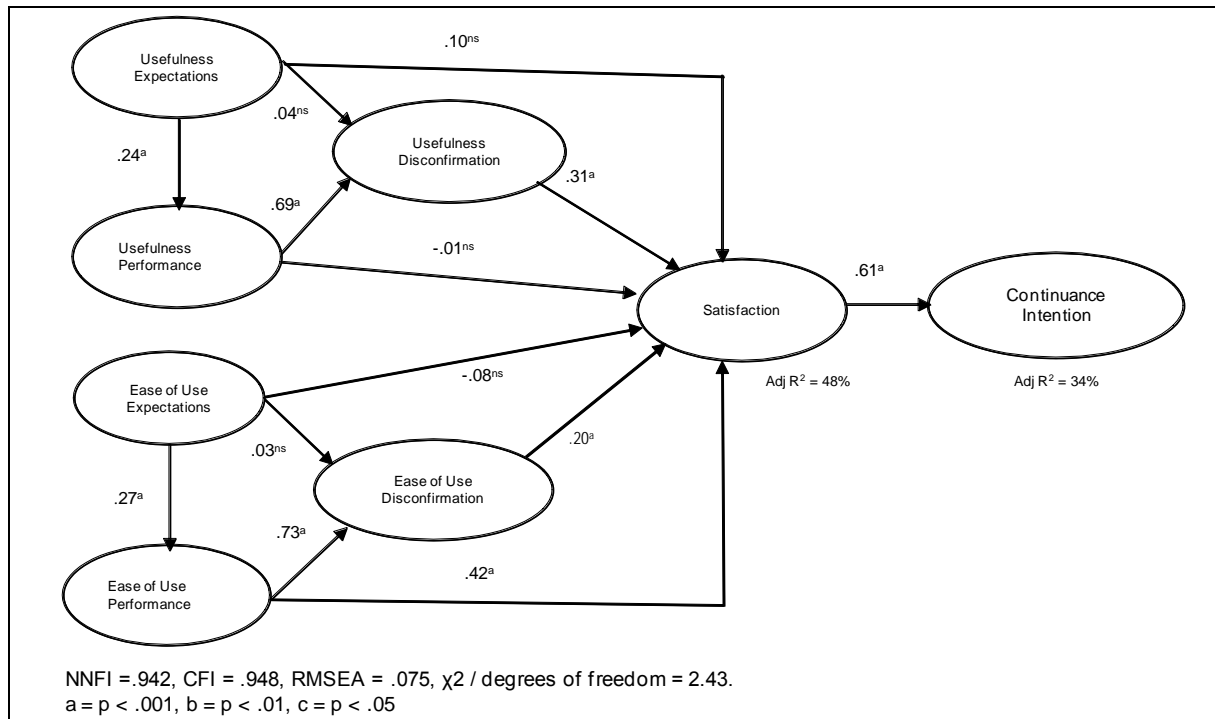 .10ns
Usefulness
Expectations
.04ns
Usefulness
Disconfirmation
.24a
.31a
.69a
Usefulness
Performance
-.01ns
.61a
Satisfaction
Continuance
Intention
Ease of Use
Expectations
-.08ns
Adj R2 = 48%
Adj R2 = 34%
.03ns
.20a
Ease of Use
Disconfirmation
.27a
.73a
.42a
Ease of Use
Performance
NNFI =.942, CFI = .948, RMSEA = .075, χ2 / degrees of freedom = 2.43.
a = p < .001, b = p < .01, c = p < .05